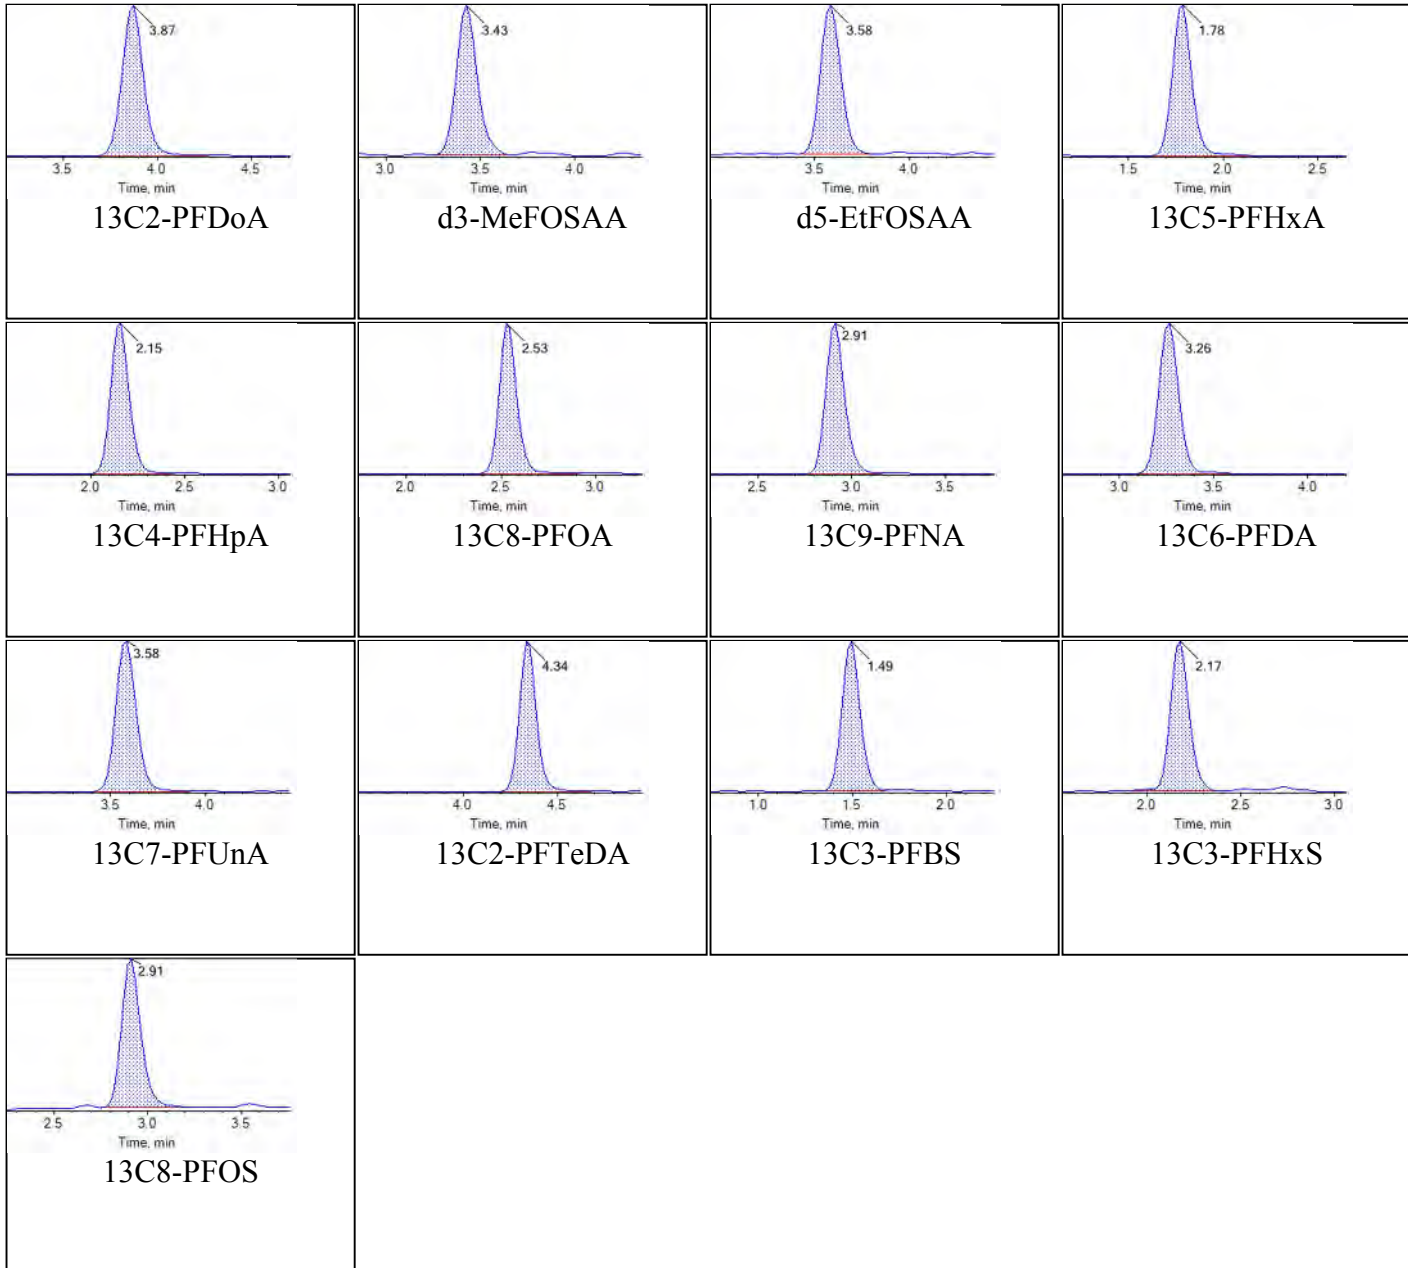 3.87
3.5 4.0 4.5
Time, min
13C2-PFDoA
3.43
3.0 3.5 4.0
Time, min
d3-MeFOSAA
3.58
3.5 4.0
Time, min
d5-EtFOSAA
1.78
1.5 2.0 2.5
Time, min
13C5-PFHxA
2.15
2.0 2.5 3.0
Time, min
13C4-PFHpA
2.53
2.0 2.5 3.0
Time, min
13C8-PFOA
2.91
2.5 3.0 3.5
Time, min
13C9-PFNA
3.26
3.0 3.5 4.0
Time, min
13C6-PFDA
3.58
3.5 4.0
Time, min
13C7-PFUnA
4.34
4.0 4.5
Time, min
13C2-PFTeDA
1.49
1.0 1.5 2.0
Time, min
13C3-PFBS
2.17
2.0 2.5 3.0
Time, min
13C3-PFHxS
2.91
2.5 3.0 3.5
Time, min
13C8-PFOS